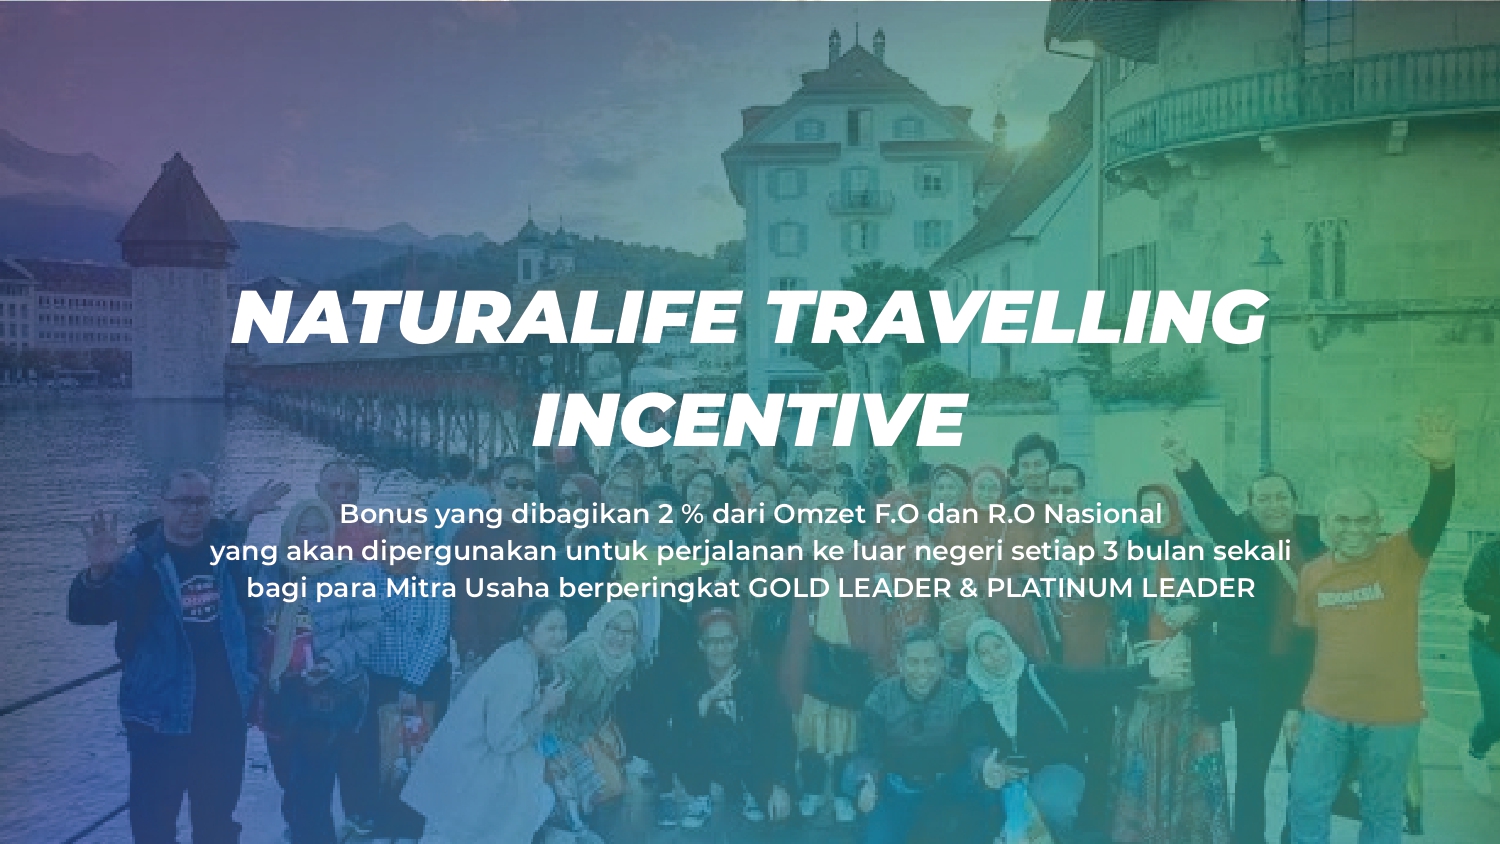 NATURALIFE TRAVELLING
INCENTIVE
Bonus yang dibagikan 2 % dari Omzet F.O dan R.O Nasional
yang akan dipergunakan untuk perjalanan ke luar negeri setiap 3 bulan sekali
bagi para Mitra Usaha berperingkat GOLD LEADER & PLATINUM LEADER
INDONESIA